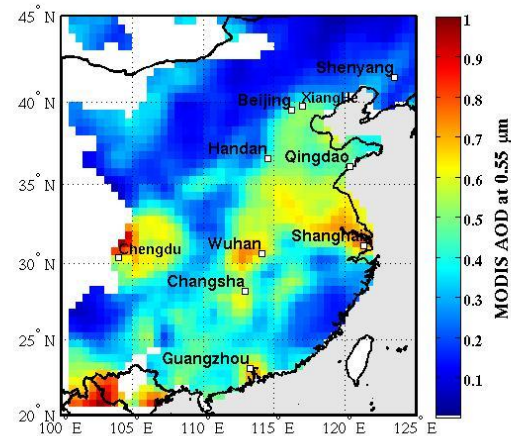 45° N
40° N
35° N
30° N
25° N
20° N
100° E
105° E
110° E
115° E
120° E
125° E
Shenyang
Beijing
XiangHe
Handan
Qingdao
Chengdu
Wuhan
Shanghai
Changsha
Guangzhou
1
0.9
0.8
0.7
0.6
0.5
0.4
0.3
0.2
0.1
MODIS AOD at 0.55 μm